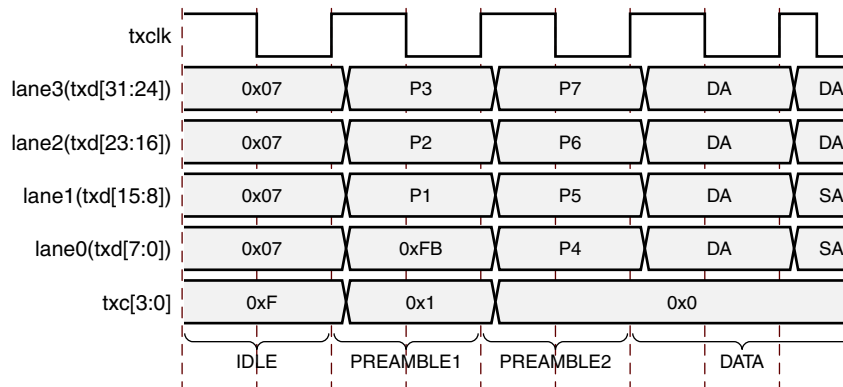 txclk
lane3(txd[31:24]) 0x07 P3 P7 DA DA
lane2(txd[23:16]) 0x07 P2 P6 DA DA
lane1(txd[15:8]) 0x07 P1 P5 DA SA
lane0(txd[7:0]) 0x07 0xFB P4 DA SA
txc[3:0] 0xF 0x1 0x0
IDLE PREAMBLE1 PREAMBLE2 DATA